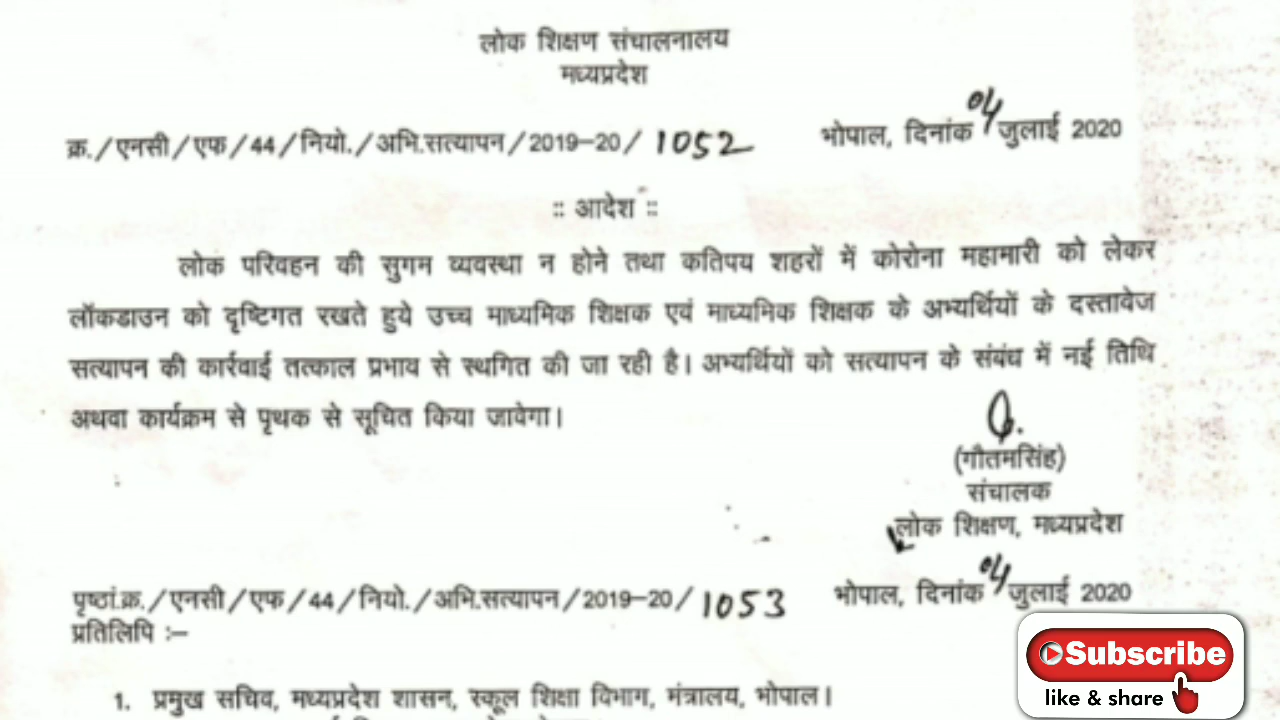 लोक शिक्षण संचालनालय
मध्यप्रदेश
क्र./एनसी/एफ/44/नियो./अभि.सत्यापन/2019-20/ 1052 भोपाल, दिनांक 04/जुलाई 2020
:: आदेश ::
लोक परिवहन की सुगम व्यवस्था न होने तथा कतिपय शहरों में कोरोना महामारी को लेकर
लॉकडाउन को दृष्टिगत रखते हुये उच्च माध्यमिक शिक्षक एवं माध्यमिक शिक्षक के अभ्यर्थियों के दस्तावेज
सत्यापन की कार्रवाई तत्काल प्रभाव से स्थगित की जा रही है। अभ्यर्थियों को सत्यापन के संबंध में नई तिथि
अथवा कार्यक्रम से पृथक से सूचित किया जावेगा।
(गौतमसिंह)
संचालक
लोक शिक्षण, मध्यप्रदेश
पृष्ठां.क्र./एनसी/एफ/44/नियो./अभि.सत्यापन/2019-20/ 1053 भोपाल, दिनांक 04/जुलाई 2020
प्रतिलिपि :-
1. प्रमुख सचिव, मध्यप्रदेश शासन, स्कूल शिक्षा विभाग, मंत्रालय, भोपाल।
Subscribe
like & share